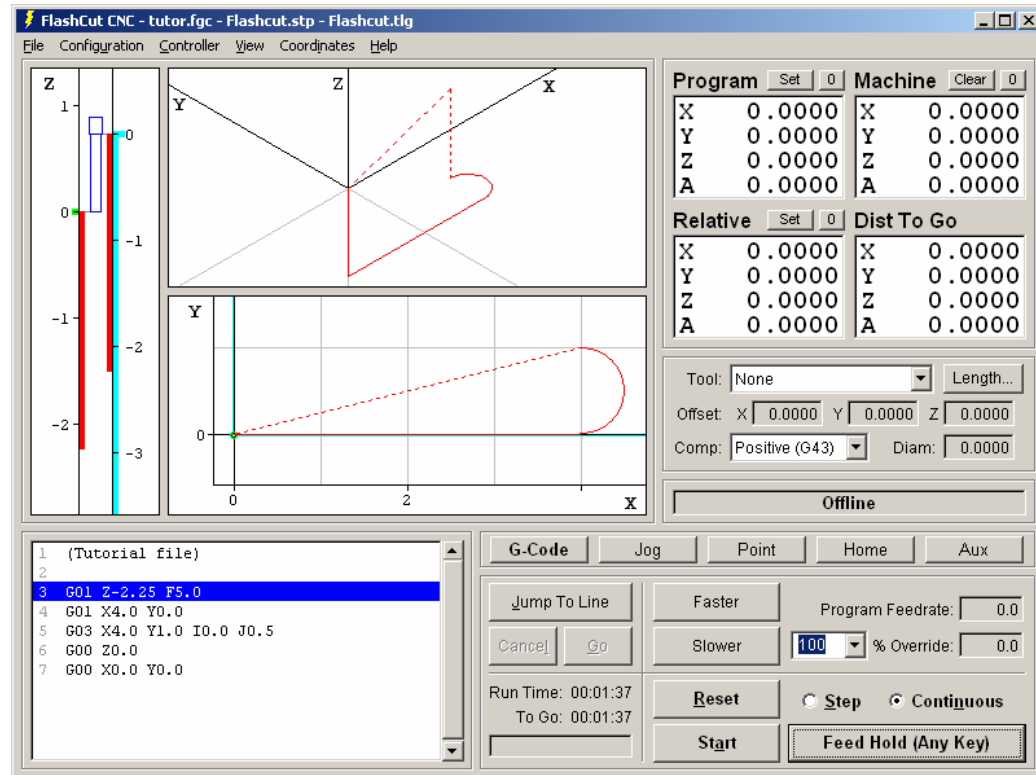 FlashCut CNC - tutor.fgc - Flashcut.stp - Flashcut.tlg
File Configuration Controller View Coordinates Help
Z
1
0
-1
-2
0
-1
-2
-3
Z
Y
X
Y
0
0
2
X
Program Set 0 Machine Clear 0
X 0.0000 X 0.0000
Y 0.0000 Y 0.0000
Z 0.0000 Z 0.0000
A 0.0000 A 0.0000
Relative Set 0 Dist To Go
X 0.0000 X 0.0000
Y 0.0000 Y 0.0000
Z 0.0000 Z 0.0000
A 0.0000 A 0.0000
Tool: None Length...
Offset: X 0.0000 Y 0.0000 Z 0.0000
Comp: Positive (G43) Diam: 0.0000
Offline
1 (Tutorial file)
2
3 G01 Z-2.25 F5.0
4 G01 X4.0 Y0.0
5 G03 X4.0 Y1.0 I0.0 J0.5
6 G00 Z0.0
7 G00 X0.0 Y0.0
G-Code Jog Point Home Aux
Jump To Line Faster Program Feedrate: 0.0
Cancel Go Slower 100 % Override: 0.0
Run Time: 00:01:37 Reset Step Continuous
To Go: 00:01:37
Start Feed Hold (Any Key)